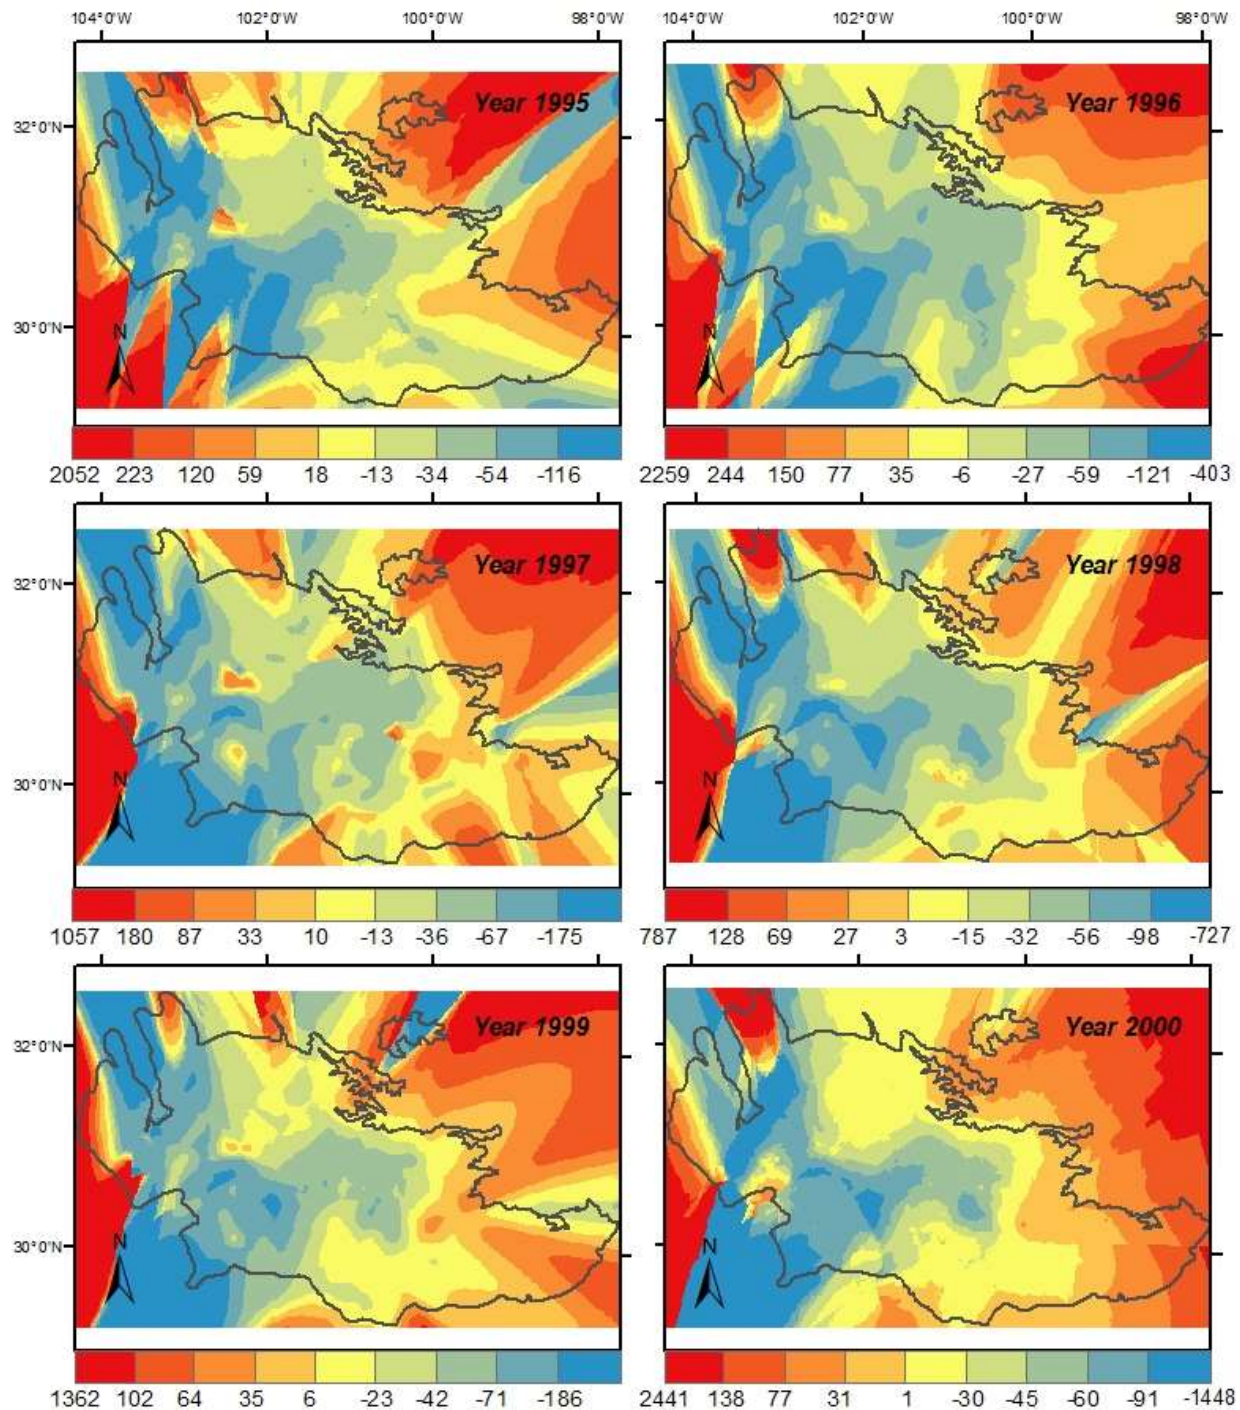 104°0'W 102°0'W 100°0'W 98°0'W 104°0'W 102°0'W 100°0'W 98°0'W
Year 1995 Year 1996
32°0'N
30°0'N
N N
2052 223 120 59 18 -13 -34 -54 -116
2259 244 150 77 35 -6 -27 -59 -121 -403
Year 1997 Year 1998
32°0'N
30°0'N
N N
1057 180 87 33 10 -13 -36 -67 -175
787 128 69 27 3 -15 -32 -56 -98 -727
Year 1999 Year 2000
32°0'N
30°0'N
N N
1362 102 64 35 6 -23 -42 -71 -186
2441 138 77 31 1 -30 -45 -60 -91 -1448